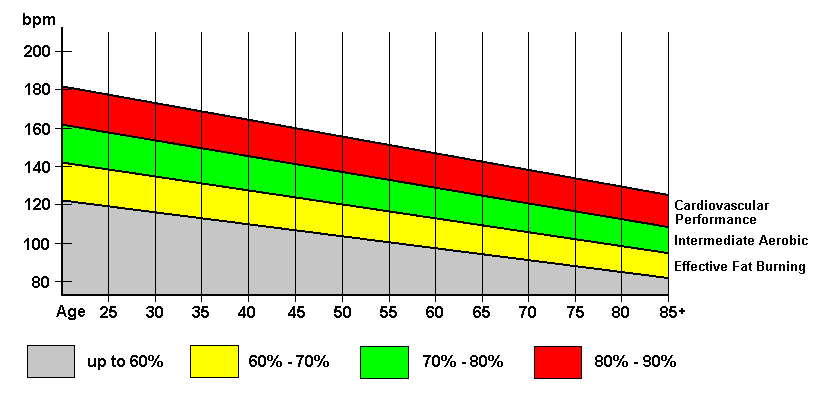 bpm
200
180
160
140
120
100
80
Cardiovascular
Performance
Intermediate Aerobic
Effective Fat Burning
Age 25 30 35 40 45 50 55 60 65 70 75 80 85+
up to 60% 60% - 70% 70% - 80% 80% - 90%